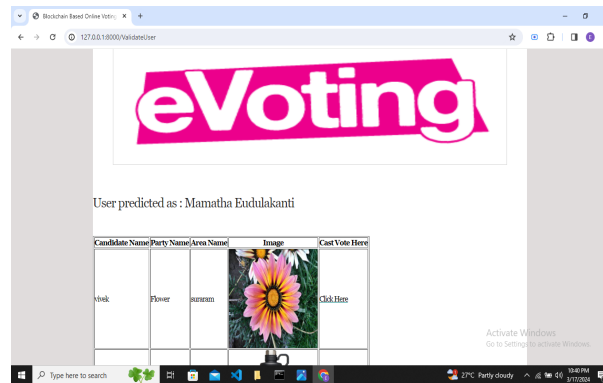 Blockchain Based Online Voting
127.0.0.1:8000/ValidateUser
eVoting
User predicted as : Mamatha Eudulakanti
Candidate Name Party Name Area Name Image Cast Vote Here
vivek Flower suraram Click Here
Activate Windows
Go to Settings to activate Windows.
Type here to search
27°C Partly cloudy
10:40 PM
3/17/2024